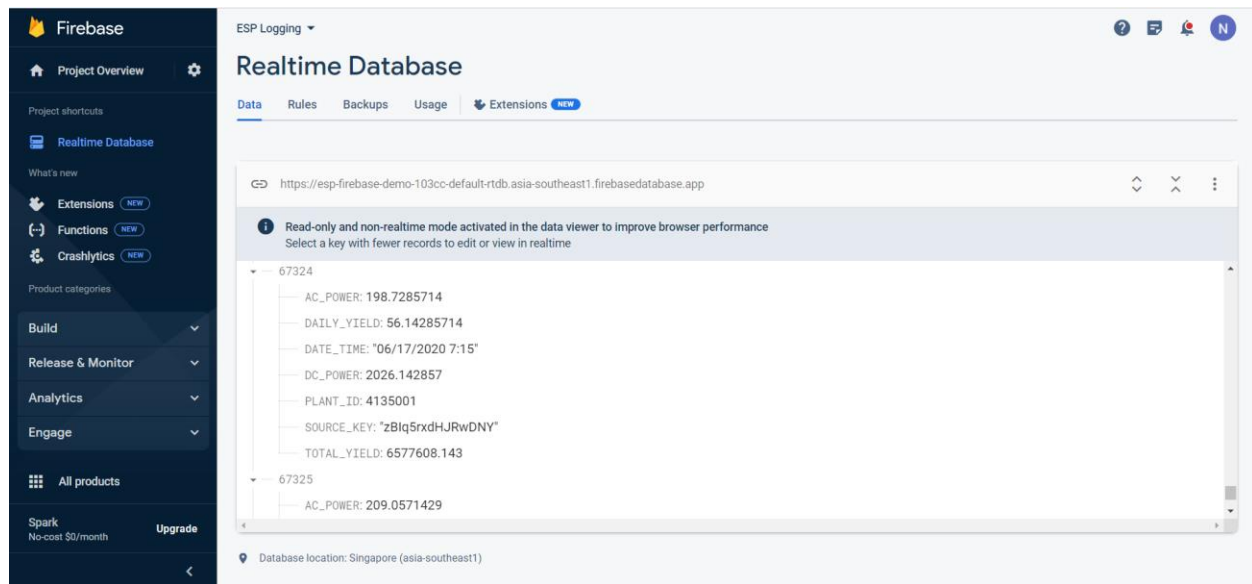 Firebase
Project Overview
Project shortcuts
Realtime Database
What's new
Extensions NEW
Functions NEW
Crashlytics NEW
Product categories
Build
Release & Monitor
Analytics
Engage
All products
Spark
No-cost $0/month
Upgrade
ESP Logging
N
Realtime Database
Data Rules Backups Usage Extensions NEW
https://esp-firebase-demo-103cc-default-rtdb.asia-southeast1.firebasedatabase.app
Read-only and non-realtime mode activated in the data viewer to improve browser performance
Select a key with fewer records to edit or view in realtime
67324
AC_POWER: 198.7285714
DAILY_YIELD: 56.14285714
DATE_TIME: "06/17/2020 7:15"
DC_POWER: 2026.142857
PLANT_ID: 4135001
SOURCE_KEY: "zBIq5rxdHJRwDNY"
TOTAL_YIELD: 6577608.143
67325
AC_POWER: 209.0571429
Database location: Singapore (asia-southeast1)